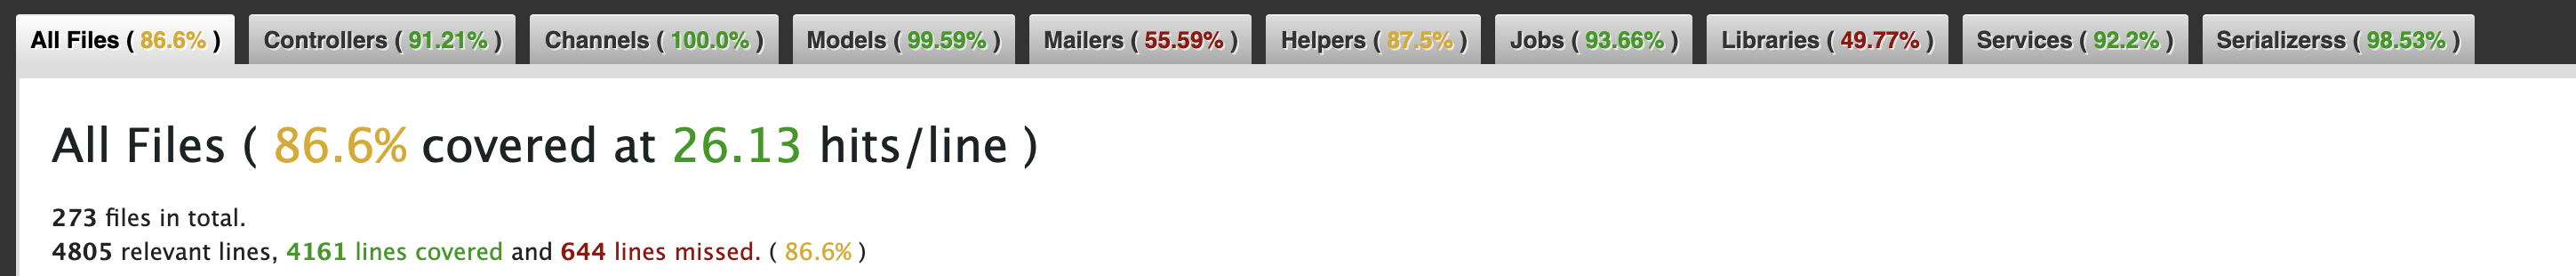 All Files ( 86.6% ) Controllers ( 91.21% ) Channels ( 100.0% ) Models ( 99.59% ) Mailers ( 55.59% ) Helpers ( 87.5% ) Jobs ( 93.66% ) Libraries ( 49.77% ) Services ( 92.2% ) Serializerss ( 98.53% )
All Files ( 86.6% covered at 26.13 hits/line )
273 files in total.
4805 relevant lines, 4161 lines covered and 644 lines missed. ( 86.6% )